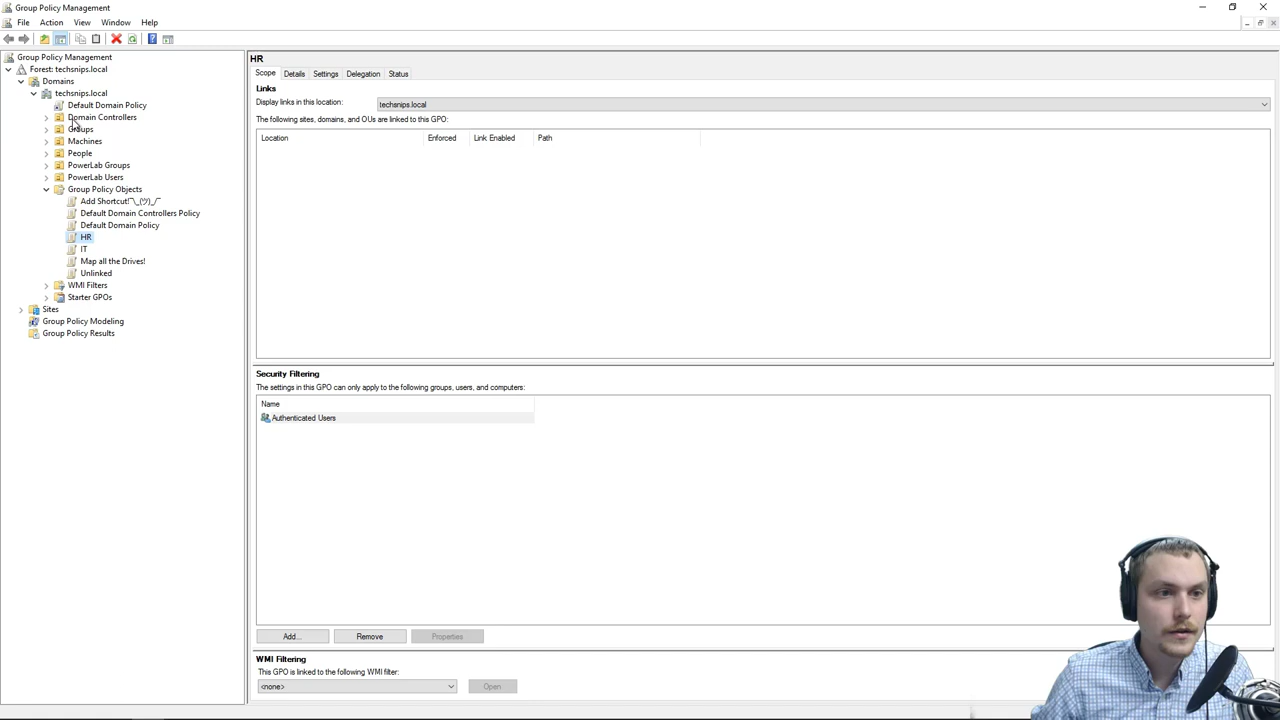 Group Policy Management
File Action View Window Help
Group Policy Management
Forest: techsnips.local
Domains
techsnips.local
Default Domain Policy
Domain Controllers
Groups
Machines
People
PowerLab Groups
PowerLab Users
Group Policy Objects
Add Shortcut!¯\_(ツ)_/¯
Default Domain Controllers Policy
Default Domain Policy
HR
IT
Map all the Drives!
Unlinked
WMI Filters
Starter GPOs
Sites
Group Policy Modeling
Group Policy Results
HR
Scope Details Settings Delegation Status
Links
Display links in this location: techsnips.local
The following sites, domains, and OUs are linked to this GPO:
Location Enforced Link Enabled Path
Security Filtering
The settings in this GPO can only apply to the following groups, users, and computers:
Name
Authenticated Users
Add... Remove Properties
WMI Filtering
This GPO is linked to the following WMI filter:
<none> Open